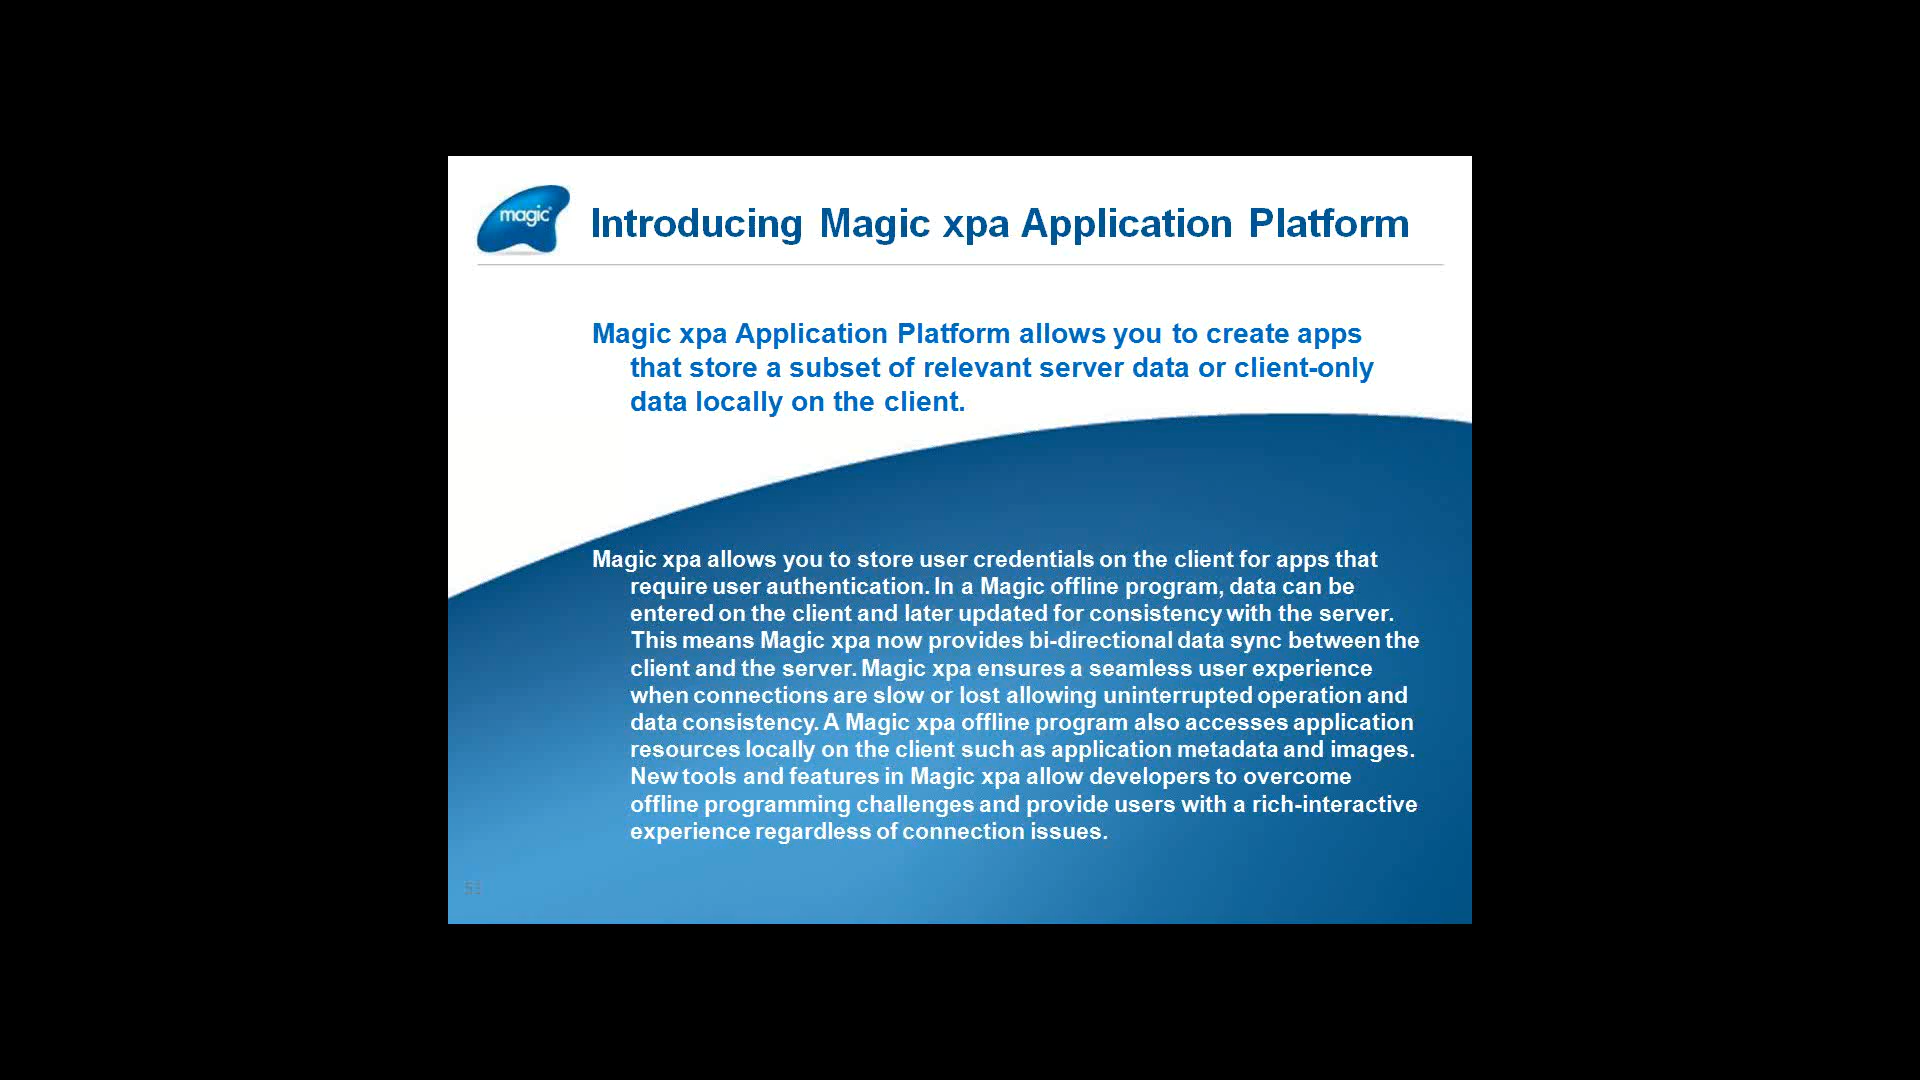 magic
Introducing Magic xpa Application Platform
Magic xpa Application Platform allows you to create apps
that store a subset of relevant server data or client-only
data locally on the client.
Magic xpa allows you to store user credentials on the client for apps that
require user authentication. In a Magic offline program, data can be
entered on the client and later updated for consistency with the server.
This means Magic xpa now provides bi-directional data sync between the
client and the server. Magic xpa ensures a seamless user experience
when connections are slow or lost allowing uninterrupted operation and
data consistency. A Magic xpa offline program also accesses application
resources locally on the client such as application metadata and images.
New tools and features in Magic xpa allow developers to overcome
offline programming challenges and provide users with a rich-interactive
experience regardless of connection issues.